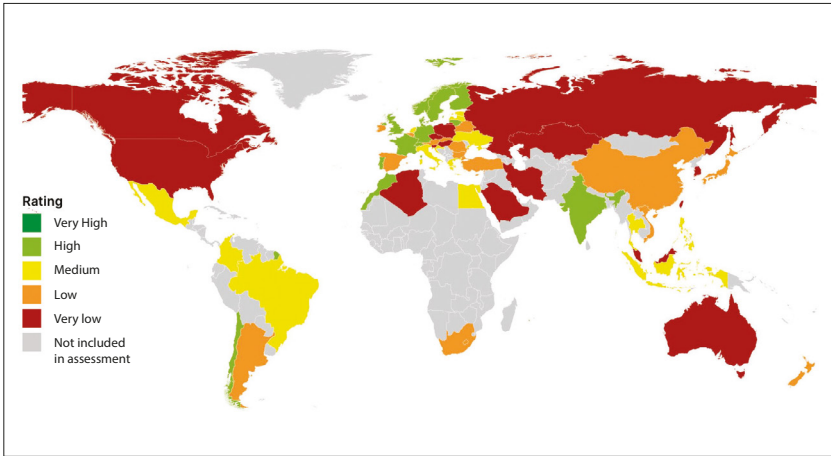 Rating
Very High
High
Medium
Low
Very low
Not included
in assessment